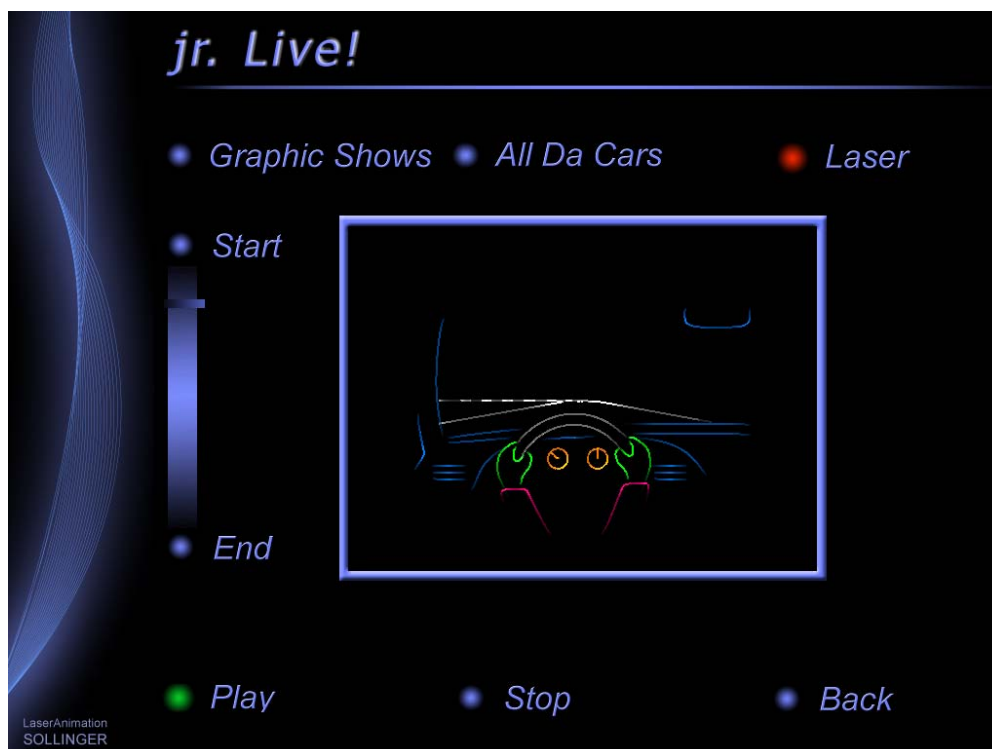 jr. Live!
Graphic Shows
All Da Cars
Laser
Start
End
Play
Stop
Back
LaserAnimation
SOLLINGER